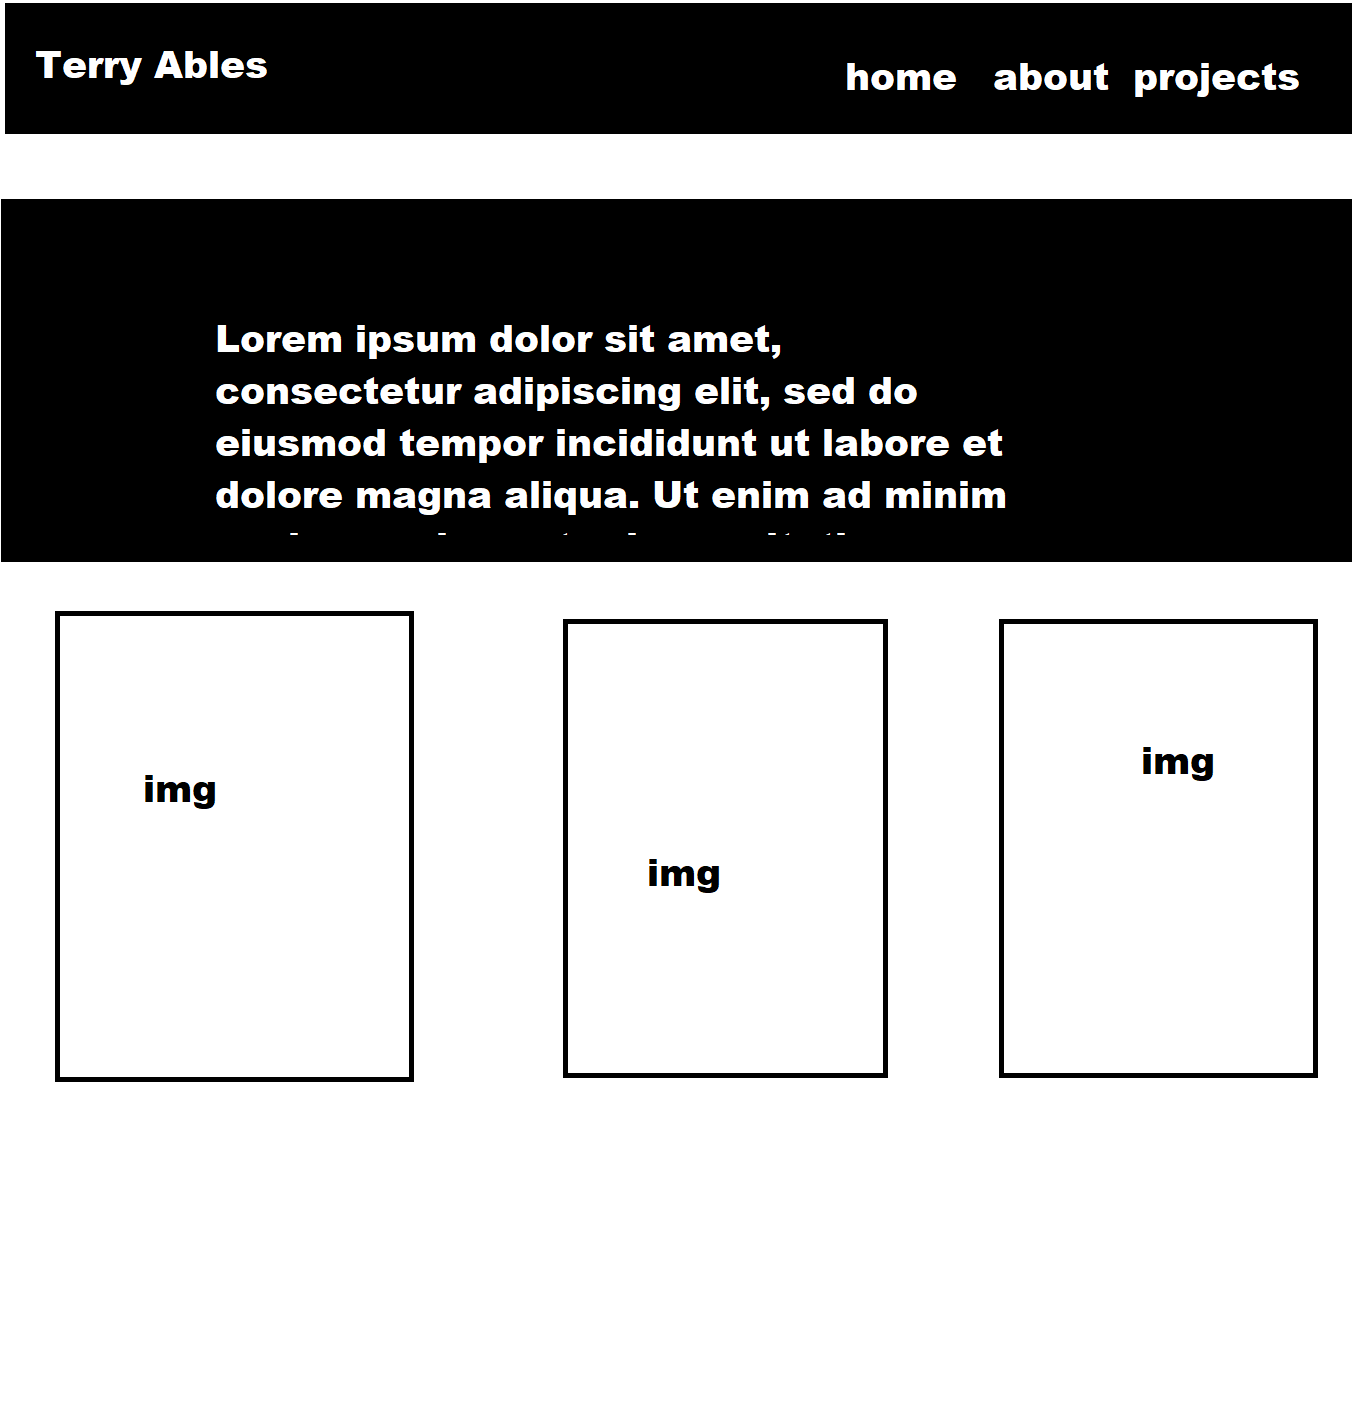 Terry Ables
home about projects
Lorem ipsum dolor sit amet,
consectetur adipiscing elit, sed do
eiusmod tempor incididunt ut labore et
dolore magna aliqua. Ut enim ad minim
img
img
img